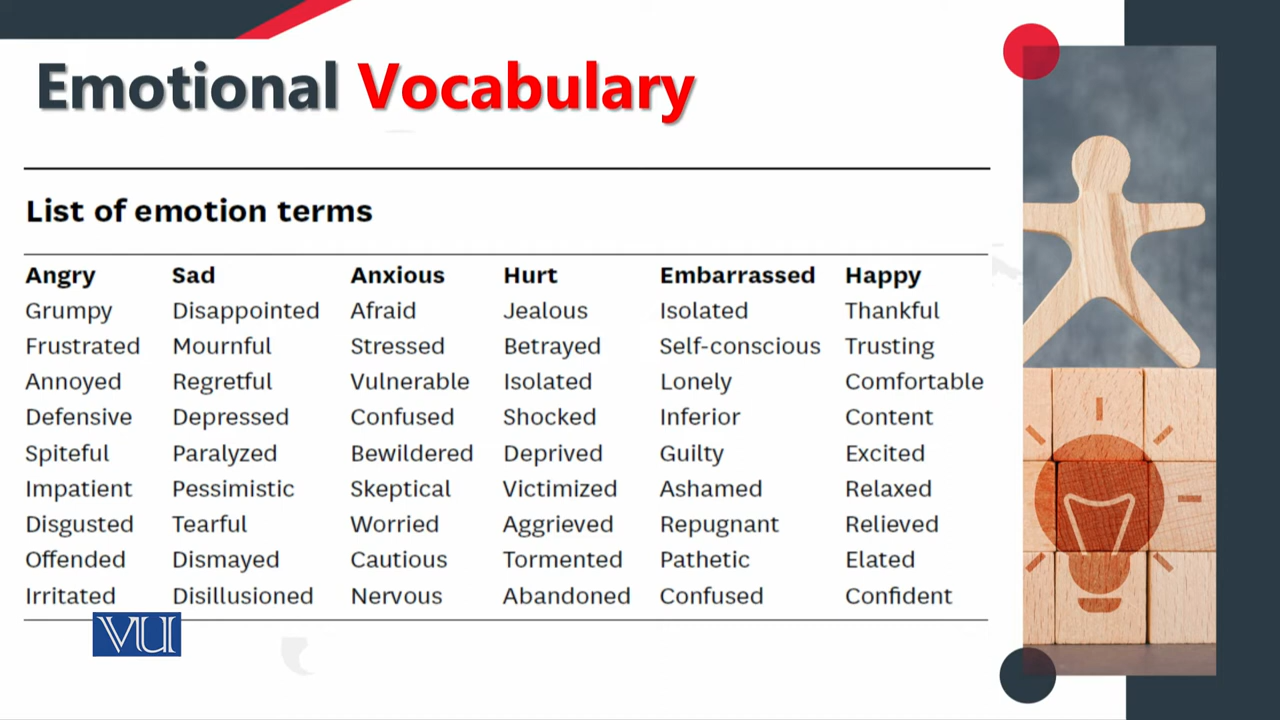 Emotional Vocabulary
List of emotion terms
Angry Sad Anxious Hurt Embarrassed Happy
Grumpy Disappointed Afraid Jealous Isolated Thankful
Frustrated Mournful Stressed Betrayed Self-conscious Trusting
Annoyed Regretful Vulnerable Isolated Lonely Comfortable
Defensive Depressed Confused Shocked Inferior Content
Spiteful Paralyzed Bewildered Deprived Guilty Excited
Impatient Pessimistic Skeptical Victimized Ashamed Relaxed
Disgusted Tearful Worried Aggrieved Repugnant Relieved
Offended Dismayed Cautious Tormented Pathetic Elated
Irritated Disillusioned Nervous Abandoned Confused Confident
VU